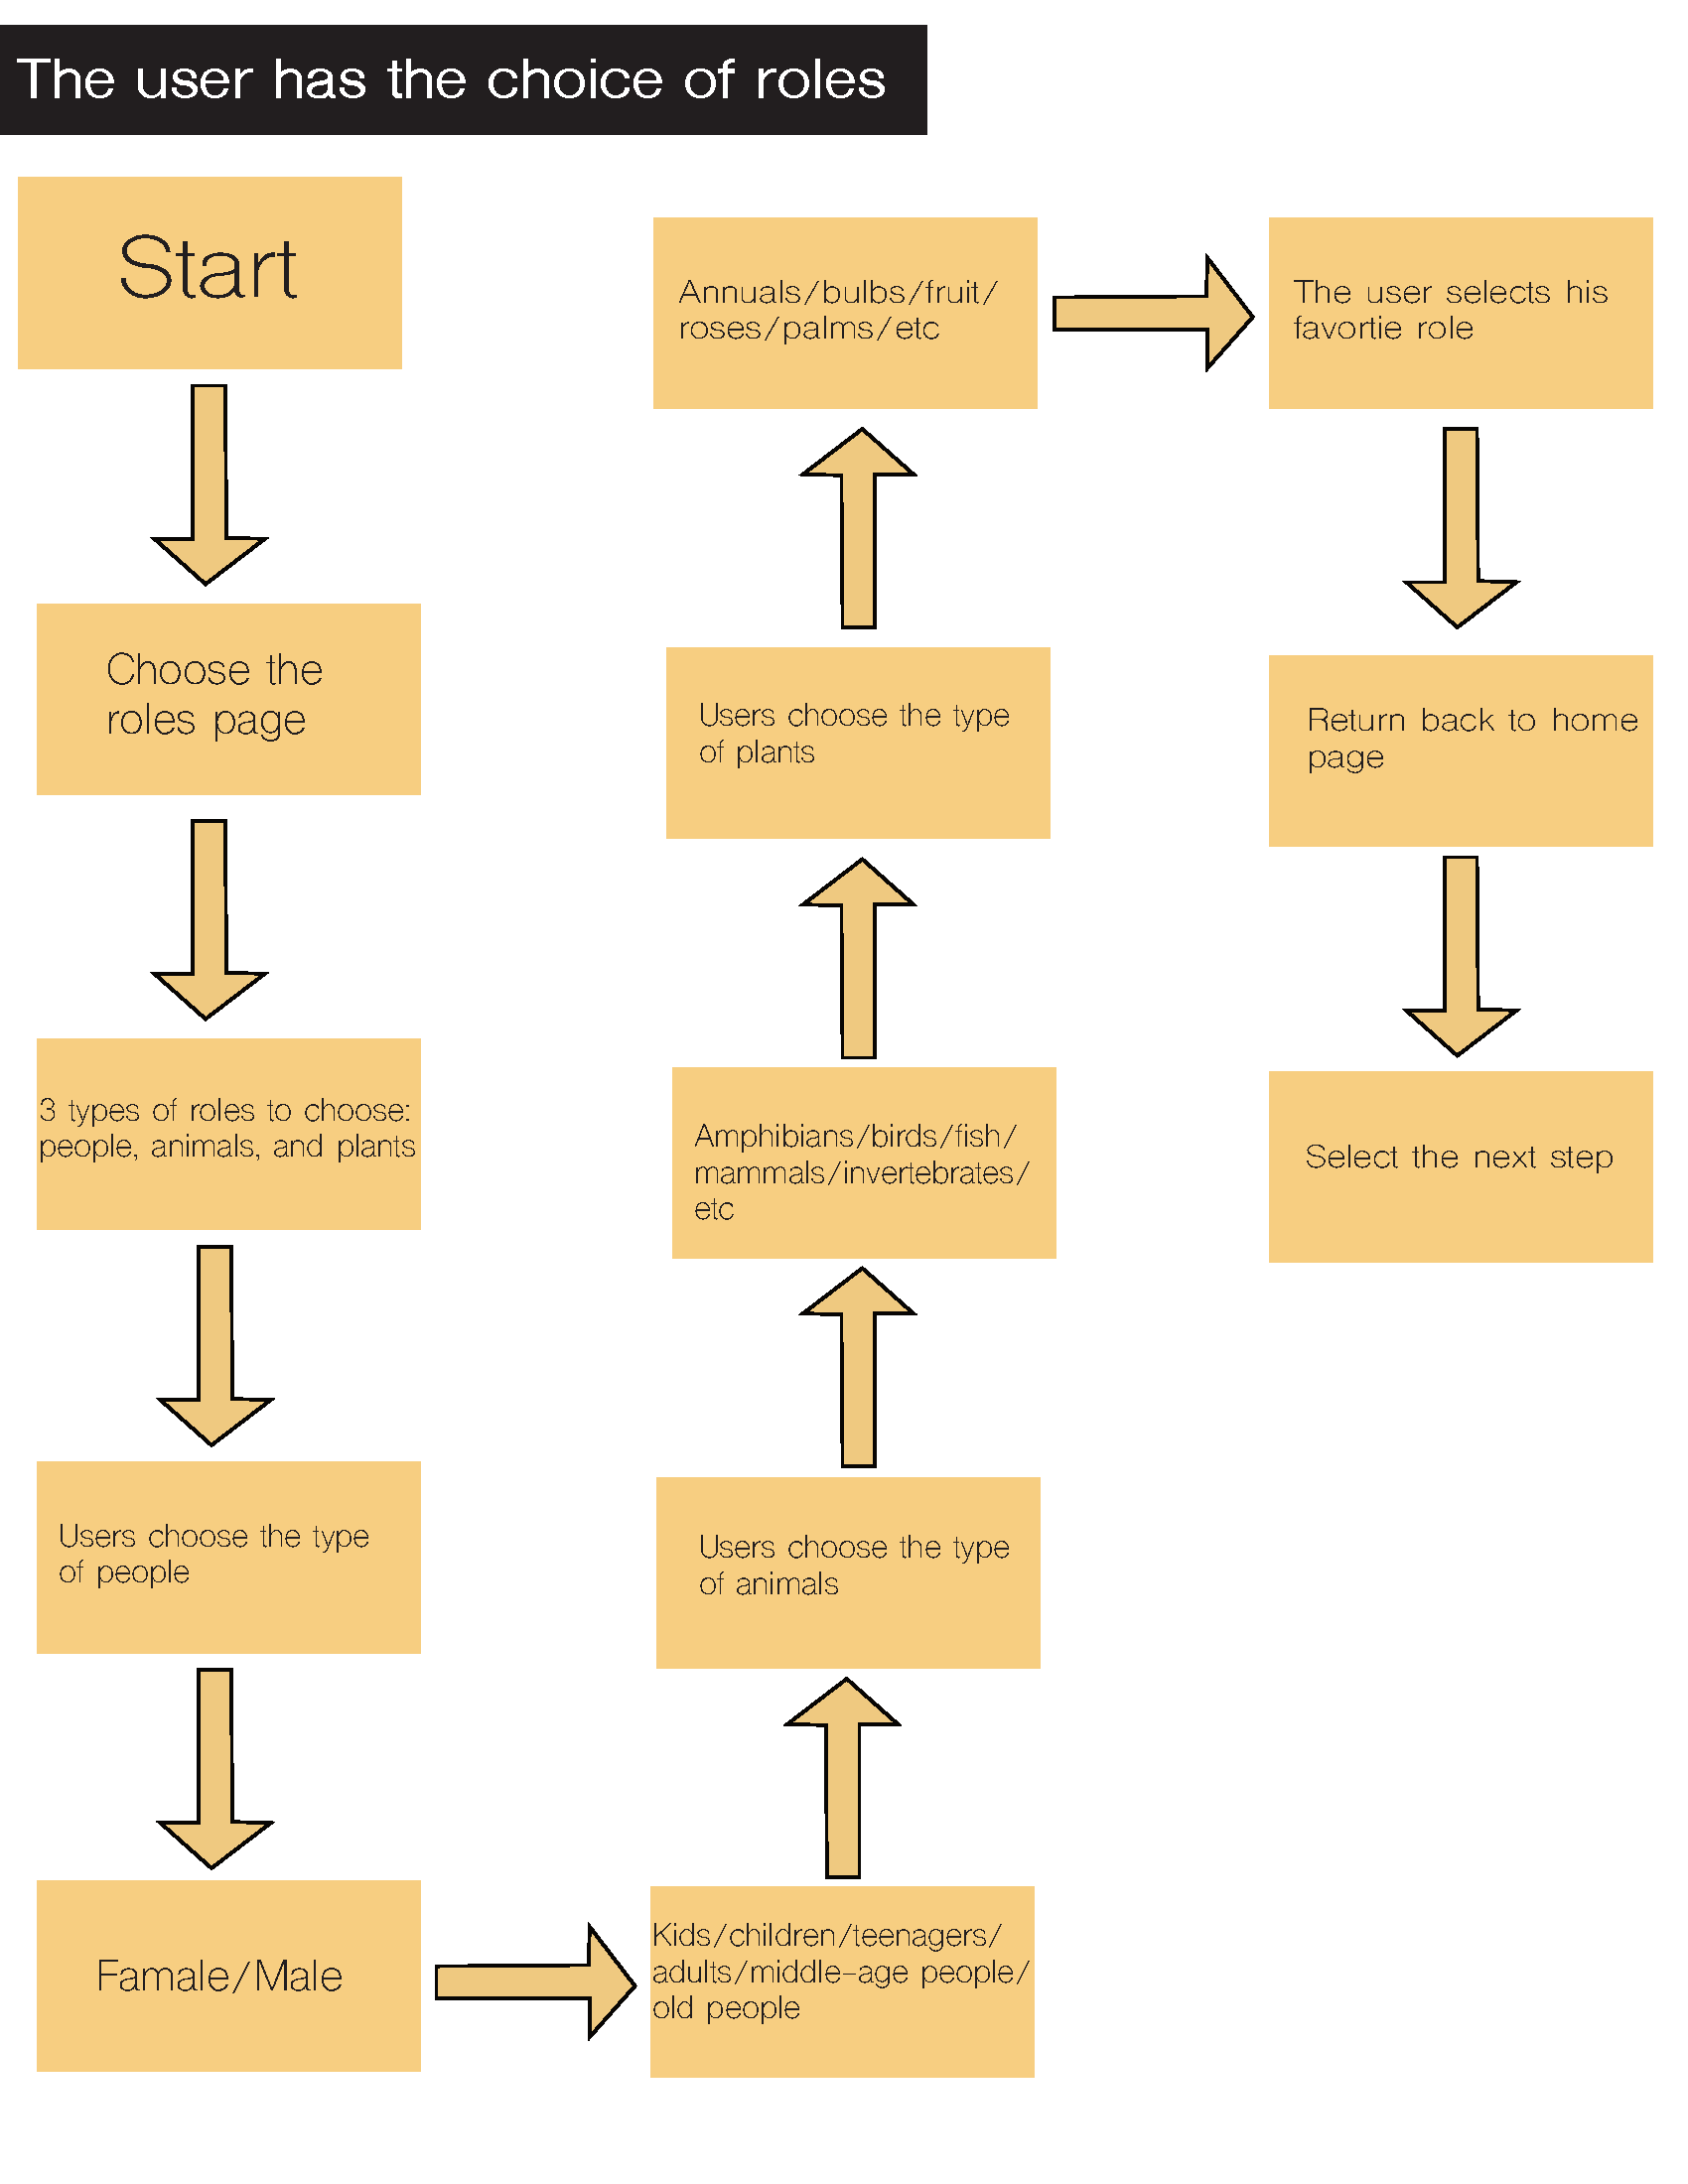 The user has the choice of roles
Start
Choose the
roles page
3 types of roles to choose:
people, animals, and plants
Users choose the type
of people
Famale/Male
Kids/children/teenagers/
adults/middle-age people/
old people
Users choose the type
of animals
Amphibians/birds/fish/
mammals/invertebrates/
etc
Users choose the type
of plants
Annuals/bulbs/fruit/
roses/palms/etc
The user selects his
favortie role
Return back to home
page
Select the next step